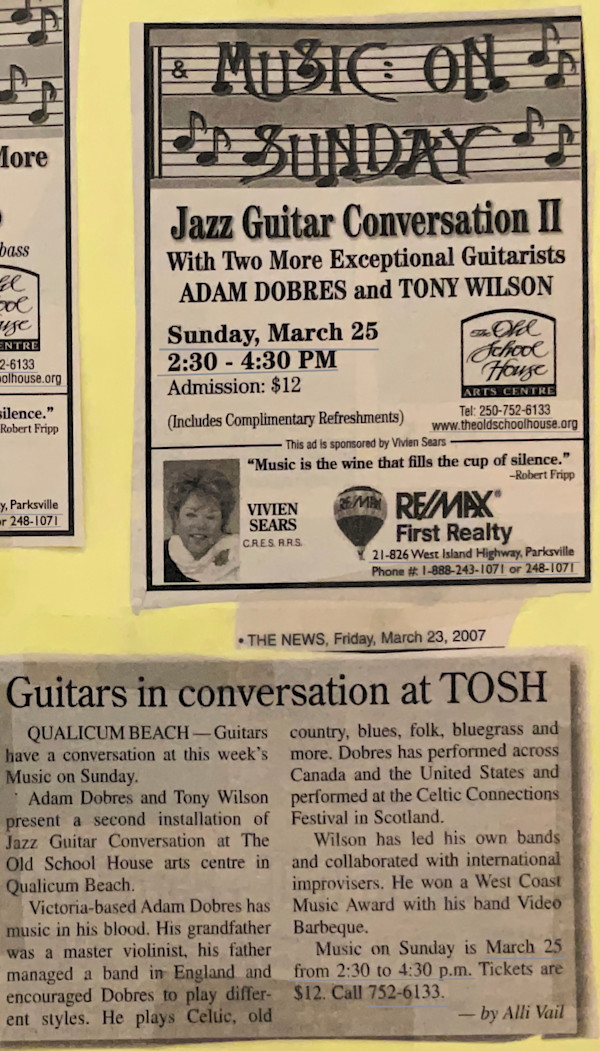 More
bass
ENTRE
2-6133
olhouse.org
silence."
Robert Fripp
y, Parksville
or 248-1071
& MUSIC: ON
SUNDAY
Jazz Guitar Conversation II
With Two More Exceptional Guitarists
ADAM DOBRES and TONY WILSON
Sunday, March 25
2:30 - 4:30 PM
Admission: $12
(Includes Complimentary Refreshments)
The Old
School
House
ARTS CENTRE
Tel: 250-752-6133
www.theoldschoolhouse.org
This ad is sponsored by Vivien Sears
"Music is the wine that fills the cup of silence."
–Robert Fripp
VIVIEN
SEARS
C.R.E.S. R.R.S.
RE/MAX
RE/MAX®
First Realty
21-826 West Island Highway, Parksville
Phone #: 1-888-243-1071 or 248-1071
• THE NEWS, Friday, March 23, 2007
Guitars in conversation at TOSH
QUALICUM BEACH — Guitars
have a conversation at this week's
Music on Sunday.
Adam Dobres and Tony Wilson
present a second installation of
Jazz Guitar Conversation at The
Old School House arts centre in
Qualicum Beach.
Victoria-based Adam Dobres has
music in his blood. His grandfather
was a master violinist, his father
managed a band in England and
encouraged Dobres to play differ-
ent styles. He plays Celtic, old
country, blues, folk, bluegrass and
more. Dobres has performed across
Canada and the United States and
performed at the Celtic Connections
Festival in Scotland.
Wilson has led his own bands
and collaborated with international
improvisers. He won a West Coast
Music Award with his band Video
Barbeque.
Music on Sunday is March 25
from 2:30 to 4:30 p.m. Tickets are
$12. Call 752-6133.
— by Alli Vail